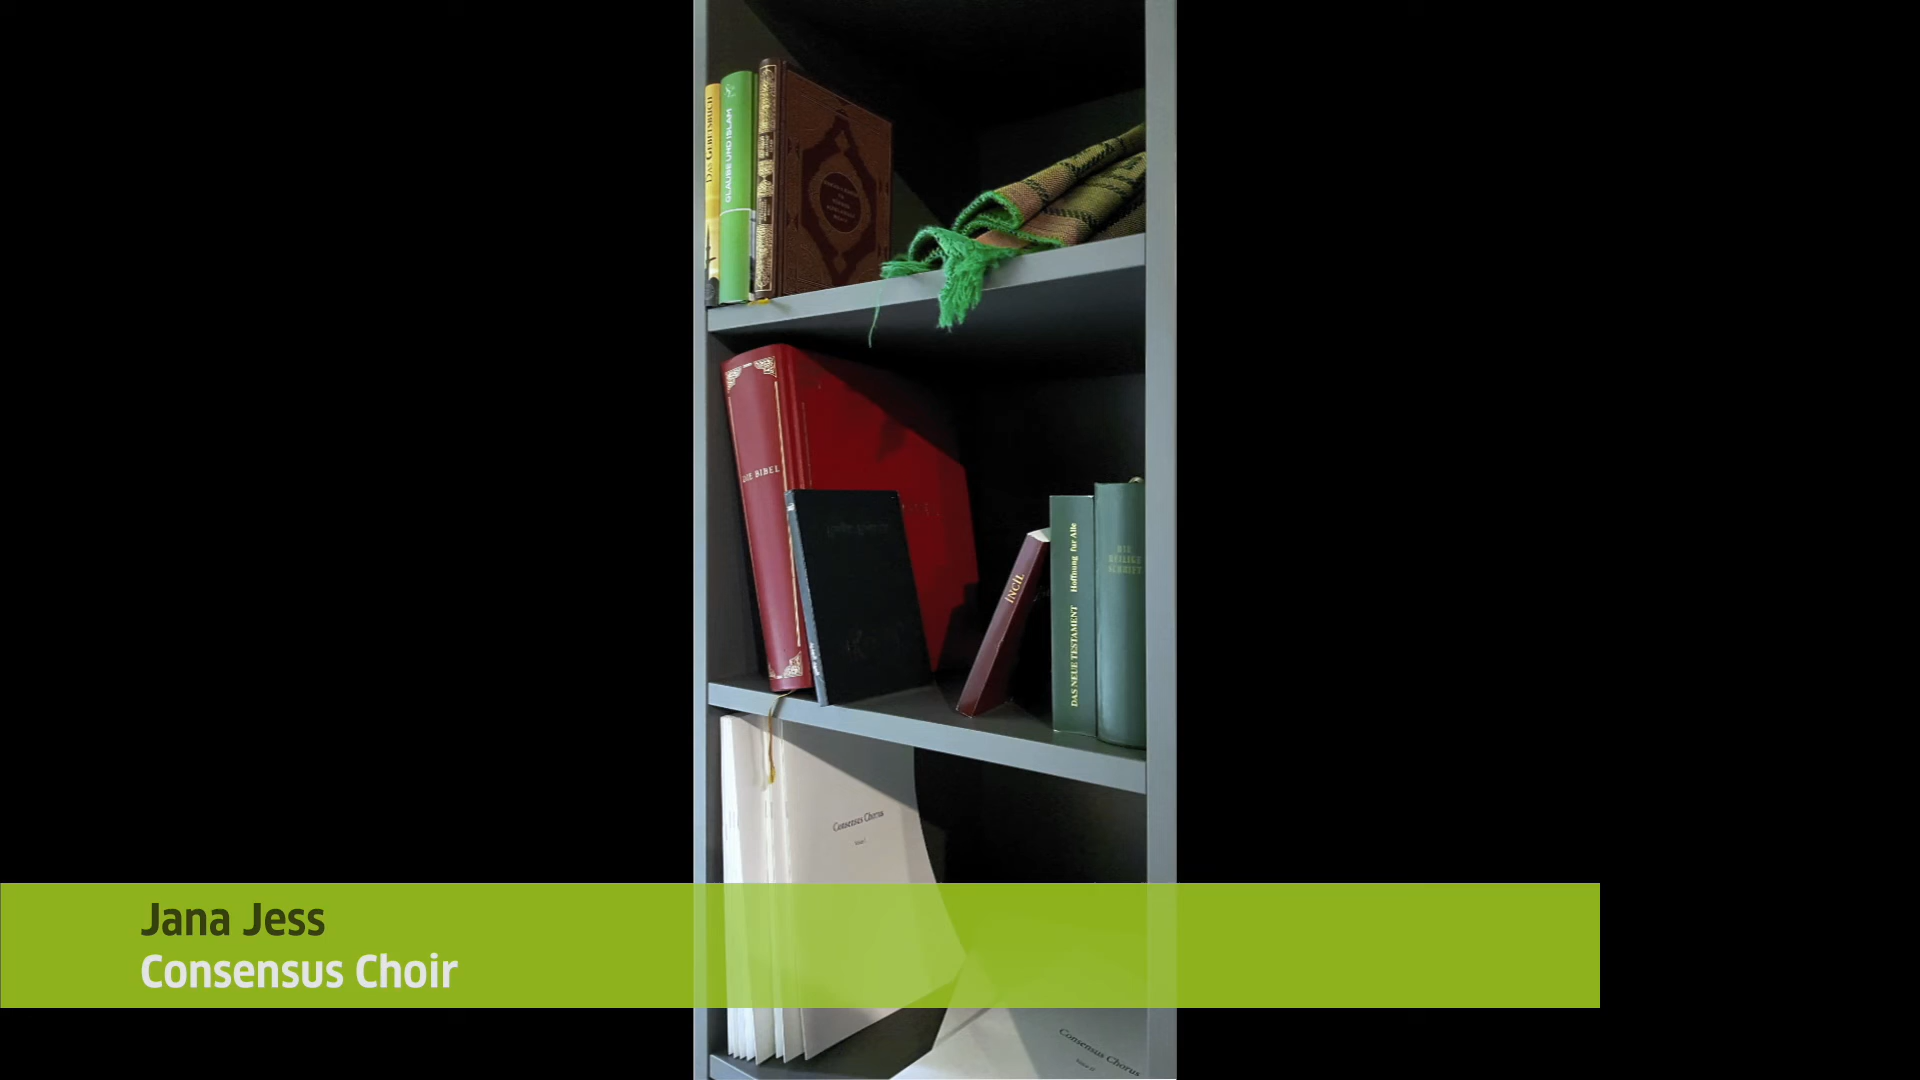 DAS GEBETSBUCH
GLAUBE UND ISLAM
DIE BIBEL
INCIL
DAS NEUE TESTAMENT Hoffnung für Alle
DIE
HEILIGE
SCHRIFT
Consensus Chorus
Consensus Chorus
Jana Jess
Consensus Choir